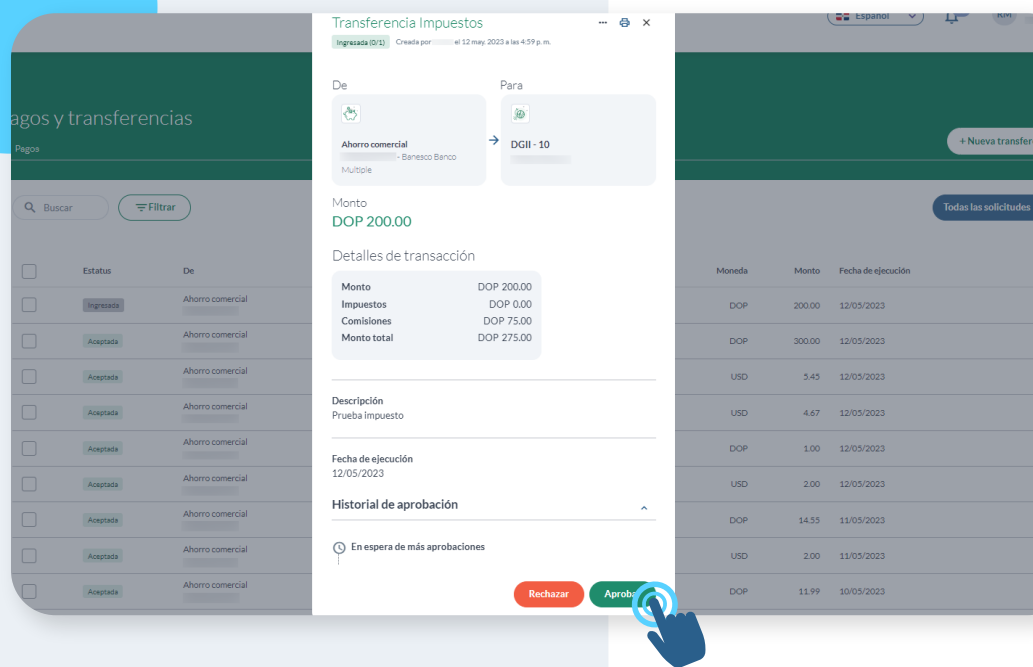 Transferencia Impuestos
Ingresada (0/1) Creada por el 12 may. 2023 a las 4:59 p. m.
Español
RM
De Para
Ahorro comercial
- Banesco Banco
Multiple
DGII - 10
Monto
DOP 200.00
Detalles de transacción
Monto DOP 200.00
Impuestos DOP 0.00
Comisiones DOP 75.00
Monto total DOP 275.00
Descripción
Prueba impuesto
Fecha de ejecución
12/05/2023
Historial de aprobación
En espera de más aprobaciones
Rechazar
agos y transferencias
Pagos
+ Nueva transfer
Buscar
Filtrar
Todas las solicitudes
Estatus De Moneda Monto Fecha de ejecución
Ingresada Ahorro comercial DOP 200.00 12/05/2023
Aceptada Ahorro comercial DOP 300.00 12/05/2023
Aceptada Ahorro comercial USD 5.45 12/05/2023
Aceptada Ahorro comercial USD 4.67 12/05/2023
Aceptada Ahorro comercial DOP 1.00 12/05/2023
Aceptada Ahorro comercial USD 2.00 12/05/2023
Aceptada Ahorro comercial DOP 14.55 11/05/2023
Aceptada Ahorro comercial USD 2.00 11/05/2023
Aceptada Ahorro comercial DOP 11.99 10/05/2023